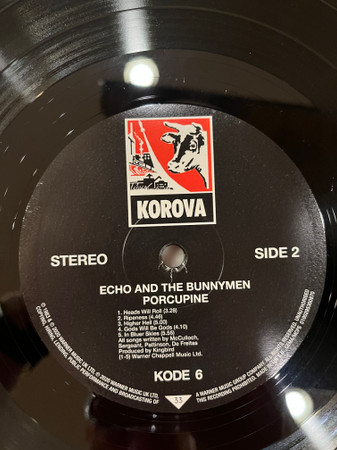 KOROVA
STEREO
SIDE 2
ECHO AND THE BUNNYMEN
PORCUPINE
1. Heads Will Roll (3.28)
2. Ripeness (4.46)
3. Higher Hell (5.00)
4. Gods Will Be Gods (4.10)
5. In Bluer Skies (5.55)
All songs written by McCulloch,
Sergeant, Pattinson, De Freitas
Produced by Kingbird
(1-5) Warner Chappell Music Ltd.
KODE 6
33
A WARNER MUSIC GROUP COMPANY.